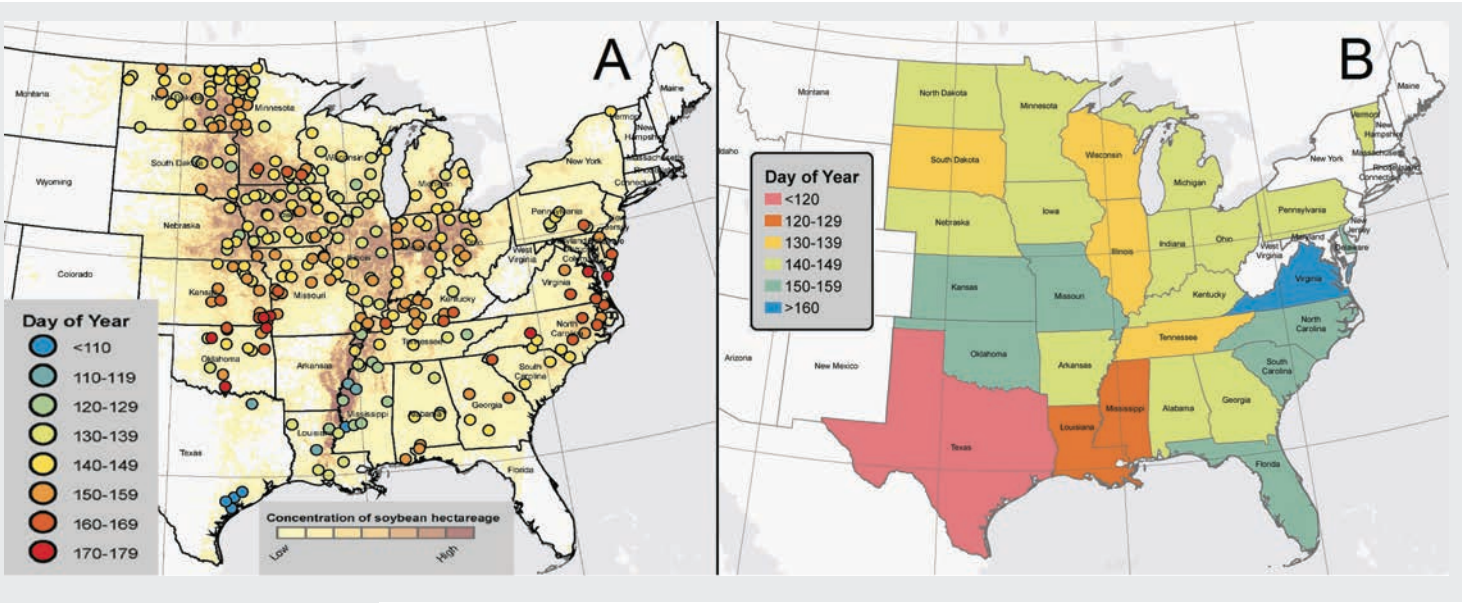 A
Montana
North Dakota
Minnesota
Maine
Vermont
New
Hampshire
Massachusetts
New York
South Dakota
Wisconsin
Wyoming
Nebraska
Pennsylvania
Ohio
West
Virginia
Colorado
Kansas
Missouri
Illinois
Kentucky
Virginia
North
Carolina
Tennessee
Oklahoma
Arkansas
South
Carolina
Mississippi
Alabama
Georgia
Texas
Louisiana
Florida
Day of Year
<110
110-119
120-129
130-139
140-149
150-159
160-169
170-179
Concentration of soybean hectareage
Low
High
B
Montana
North Dakota
Minnesota
Maine
Vermont
New
Hampshire
Massachusetts
New York
Idaho
South Dakota
Wisconsin
Michigan
Nebraska
Iowa
Pennsylvania
New
Jersey
Illinois
Indiana
Ohio
Maryland
Delaware
West
Virginia
Virginia
Kansas
Missouri
Kentucky
North
Carolina
Tennessee
Arizona
New Mexico
Oklahoma
Arkansas
South
Carolina
Mississippi
Alabama
Georgia
Texas
Louisiana
Florida
Day of Year
<120
120-129
130-139
140-149
150-159
>160